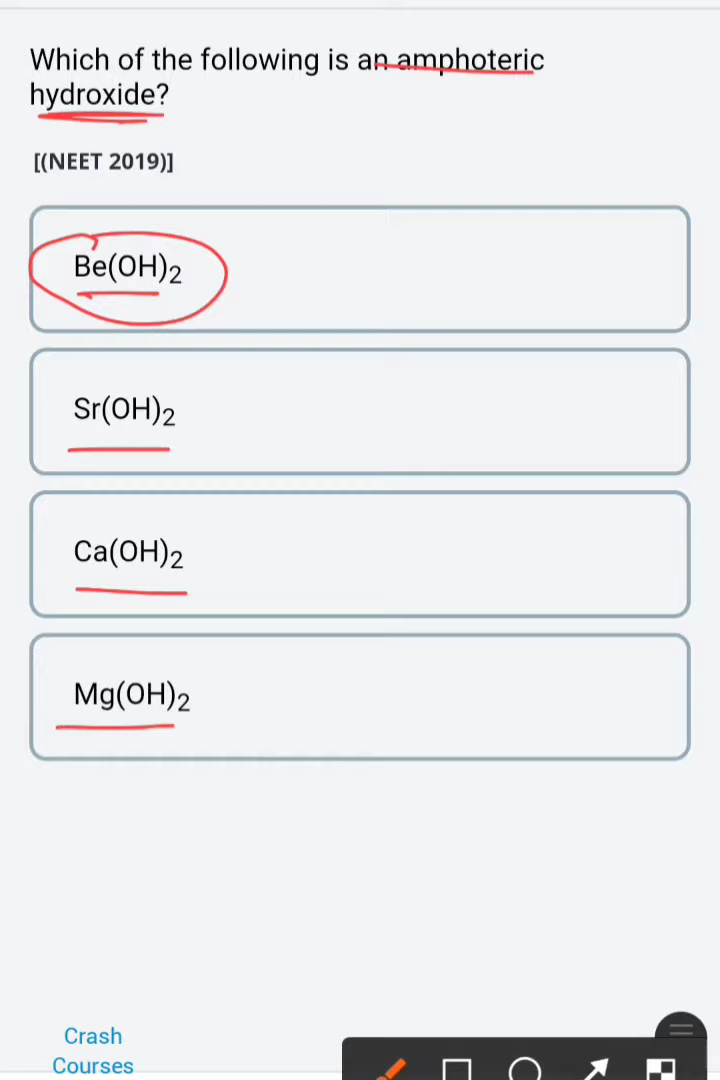 Which of the following is an amphoteric
hydroxide?
[(NEET 2019)]
Be(OH)₂
Sr(OH)₂
Ca(OH)₂
Mg(OH)₂
Crash
Courses